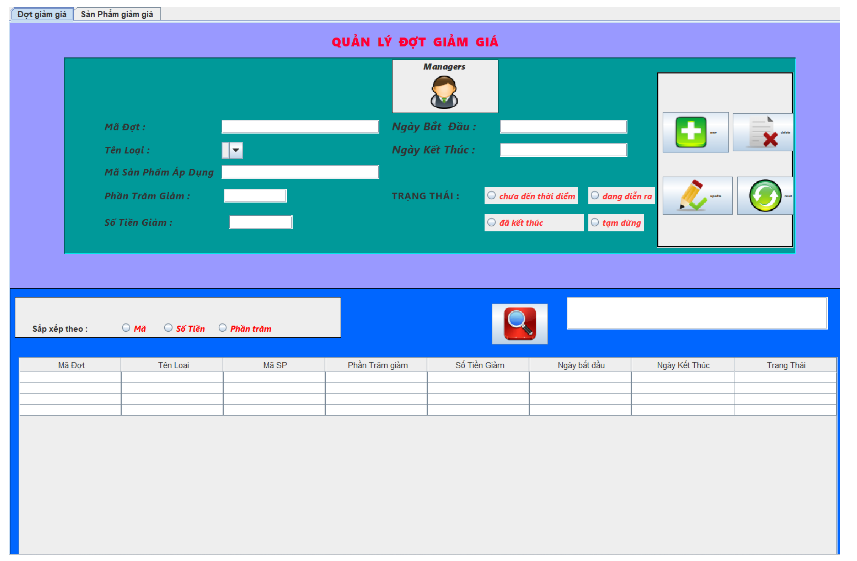 Đợt giảm giá Sản Phẩm giảm giá
QUẢN LÝ ĐỢT GIẢM GIÁ
Managers
Mã Đợt : Ngày Bắt Đầu :
Tên Loại : Ngày Kết Thúc :
Mã Sản Phẩm Áp Dụng
Phần Trăm Giảm : TRẠNG THÁI : chưa đến thời điểm đang diễn ra
Số Tiền Giảm : đã kết thúc tạm dừng
Sắp xếp theo : Mã Số Tiền Phần trăm
Mã Đợt Tên Loai Mã SP Phần Trăm giảm Số Tiền Giảm Ngày bắt đầu Ngày Kết Thúc Trang Thái